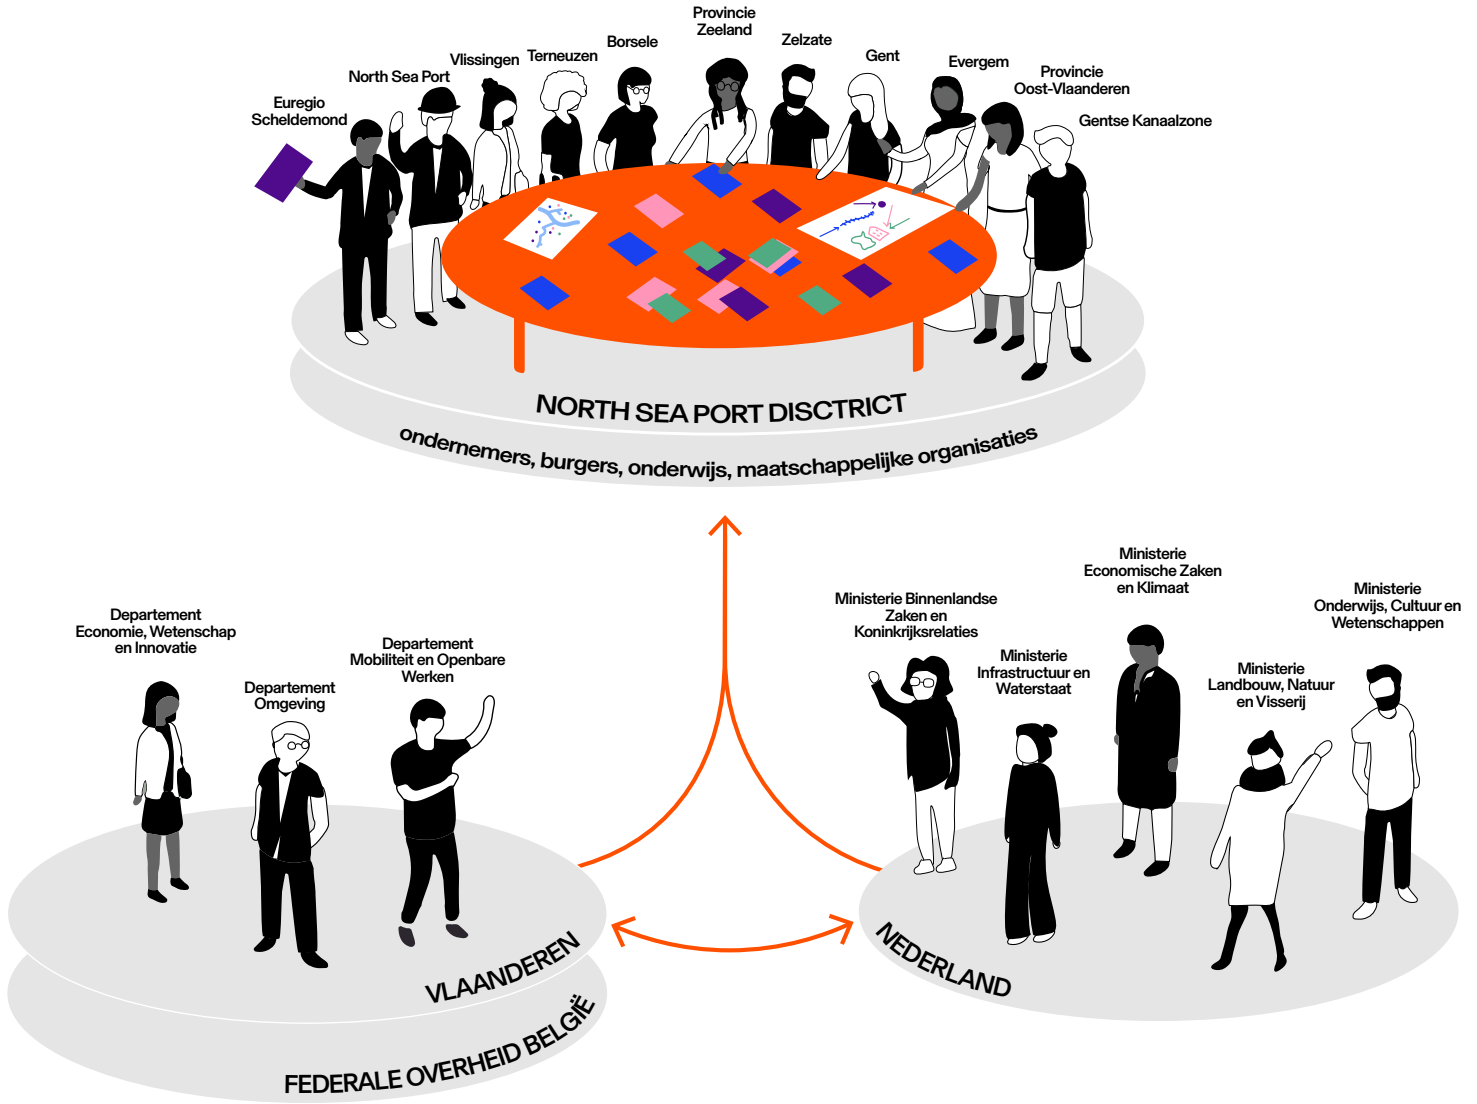 Provincie
Zeeland
Borsele
Zelzate
Vlissingen
Terneuzen
Gent
Evergem
North Sea Port
Provincie
Oost-Vlaanderen
Euregio
Scheldemond
Gentse Kanaalzone
NORTH SEA PORT DISCTRICT
ondernemers, burgers, onderwijs, maatschappelijke organisaties
Departement
Economie, Wetenschap
en Innovatie
Departement
Omgeving
Departement
Mobiliteit en Openbare
Werken
VLAANDEREN
FEDERALE OVERHEID BELGIË
Ministerie Binnenlandse
Zaken en
Koninkrijksrelaties
Ministerie
Infrastructuur en
Waterstaat
Ministerie
Economische Zaken
en Klimaat
Ministerie
Landbouw, Natuur
en Visserij
Ministerie
Onderwijs, Cultuur en
Wetenschappen
NEDERLAND